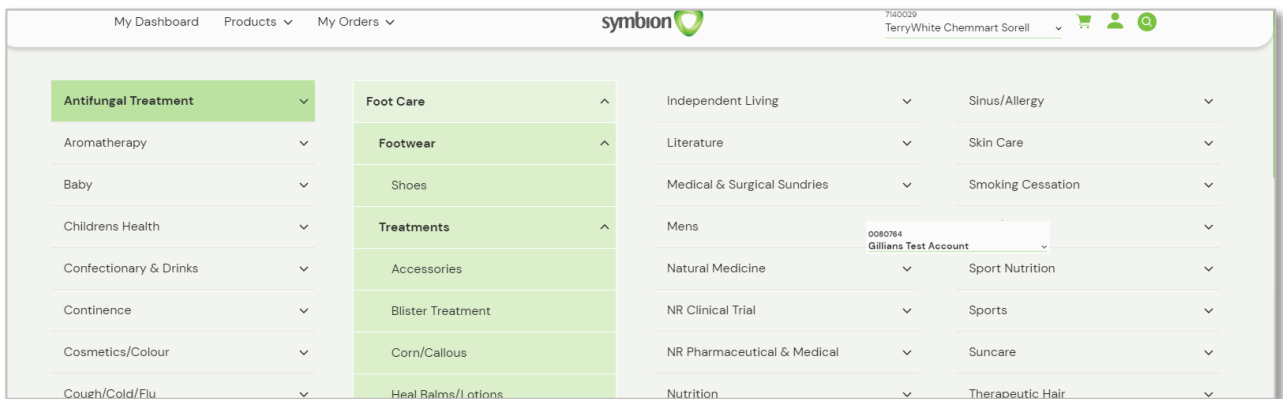 My Dashboard Products My Orders
symbion
7140029
TerryWhite Chemmart Sorell
Antifungal Treatment
Aromatherapy
Baby
Childrens Health
Confectionary & Drinks
Continence
Cosmetics/Colour
Cough/Cold/Flu
Foot Care
Footwear
Shoes
Treatments
Accessories
Blister Treatment
Corn/Callous
Heal Balms/Lotions
Independent Living
Literature
Medical & Surgical Sundries
Mens
Natural Medicine
NR Clinical Trial
NR Pharmaceutical & Medical
Nutrition
0080764
Gillians Test Account
Sinus/Allergy
Skin Care
Smoking Cessation
Sport Nutrition
Sports
Suncare
Therapeutic Hair